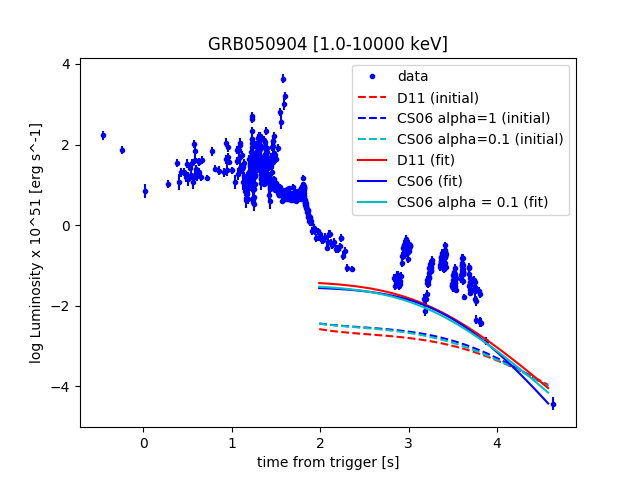 GRB050904 [1.0-10000 keV]
log Luminosity x 10^51 [erg s^-1]
4
2
0
−2
−4
data
D11 (initial)
CS06 alpha=1 (initial)
CS06 alpha=0.1 (initial)
D11 (fit)
CS06 (fit)
CS06 alpha = 0.1 (fit)
0
1
2
3
4
time from trigger [s]